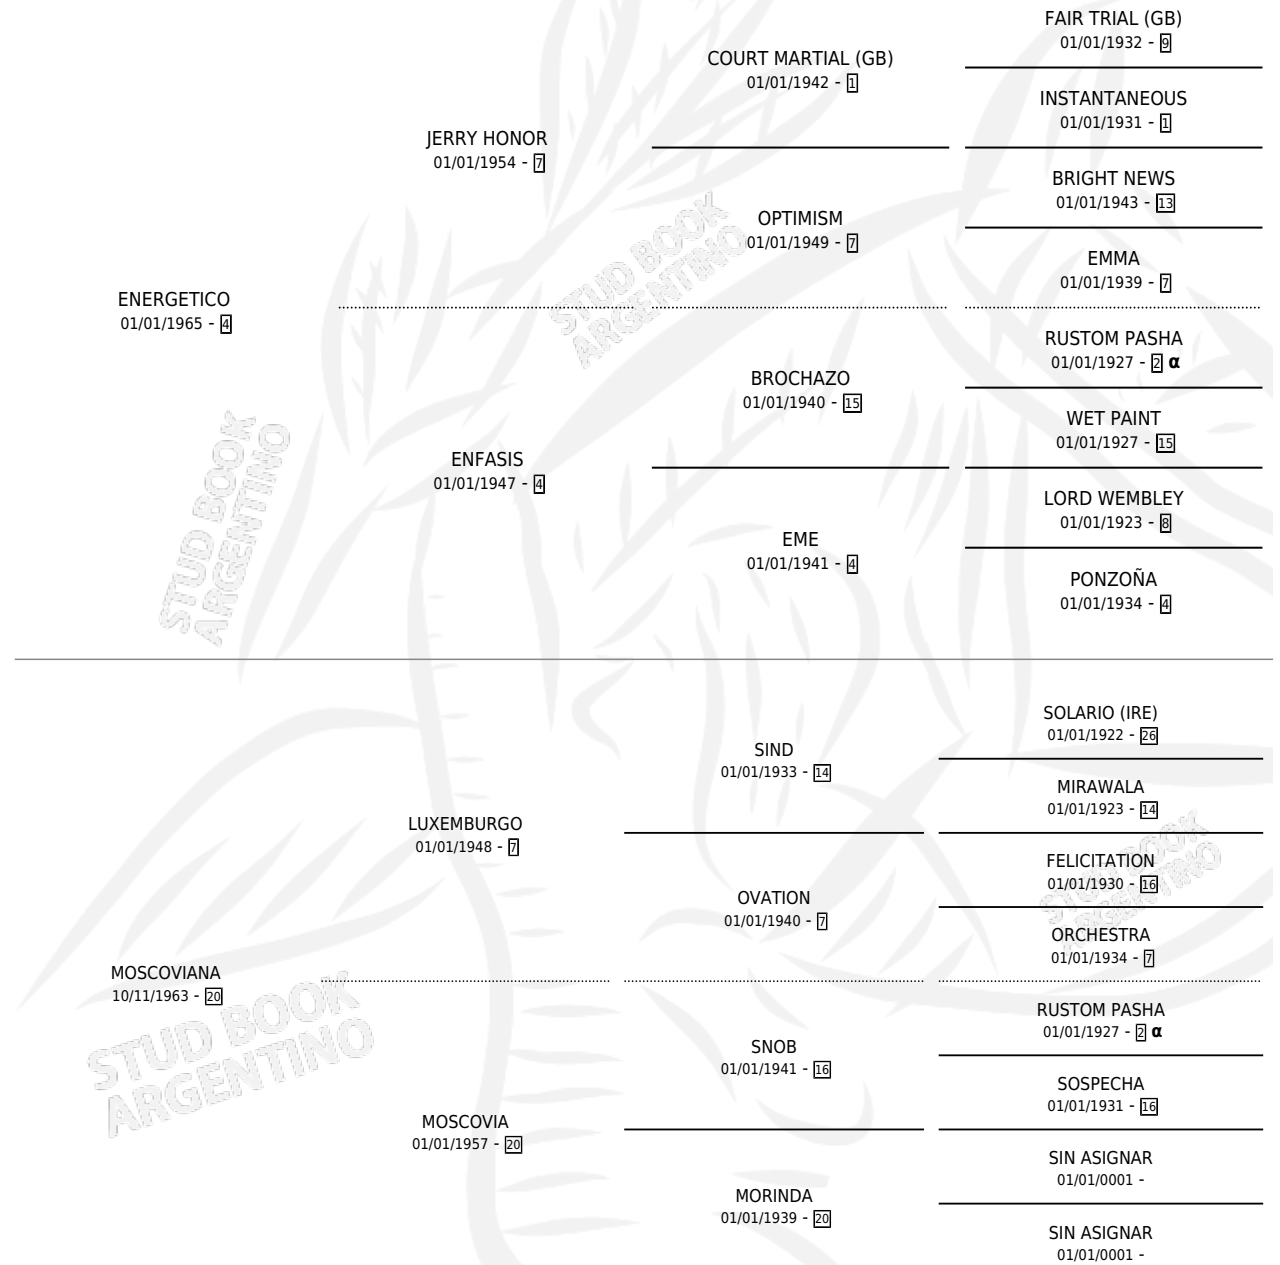 FAIR TRIAL (GB)
01/01/1932 - 9
COURT MARTIAL (GB)
01/01/1942 - 1
INSTANTANEOUS
01/01/1931 - 1
JERRY HONOR
01/01/1954 - 7
BRIGHT NEWS
01/01/1943 - 13
OPTIMISM
01/01/1949 - 7
EMMA
01/01/1939 - 7
ENERGETICO
01/01/1965 - 4
RUSTOM PASHA
01/01/1927 - 2 α
BROCHAZO
01/01/1940 - 15
WET PAINT
01/01/1927 - 15
ENFASIS
01/01/1947 - 4
LORD WEMBLEY
01/01/1923 - 8
EME
01/01/1941 - 4
PONZOÑA
01/01/1934 - 4
SOLARIO (IRE)
01/01/1922 - 26
SIND
01/01/1933 - 14
MIRAWALA
01/01/1923 - 14
LUXEMBURGO
01/01/1948 - 7
FELICITATION
01/01/1930 - 16
OVATION
01/01/1940 - 7
ORCHESTRA
01/01/1934 - 7
MOSCOVIANA
10/11/1963 - 20
RUSTOM PASHA
01/01/1927 - 2 α
SNOB
01/01/1941 - 16
SOSPECHA
01/01/1931 - 16
MOSCOVIA
01/01/1957 - 20
SIN ASIGNAR
01/01/0001 -
MORINDA
01/01/1939 - 20
SIN ASIGNAR
01/01/0001 -
STUD BOOK
ARGENTINO
STUD BOOK
ARGENTINO
STUD BOOK
ARGENTINO
STUD BOOK
ARGENTINO